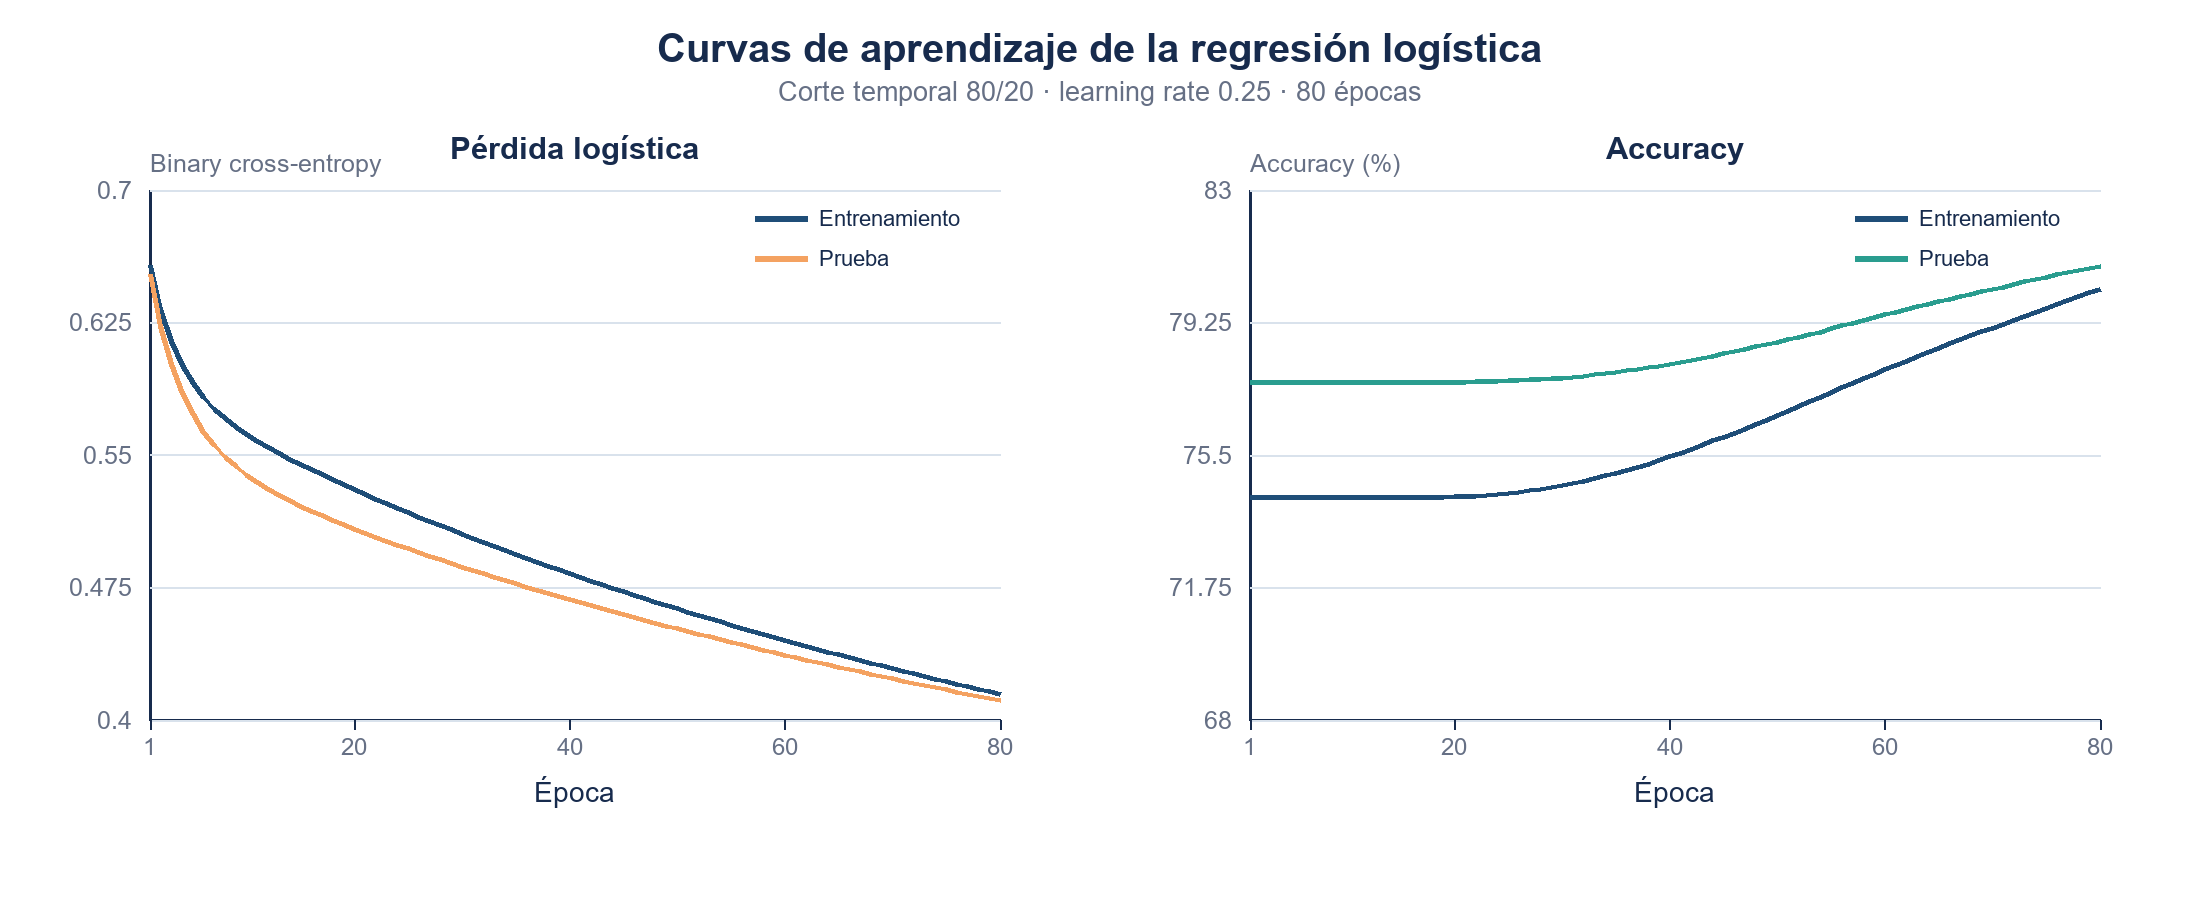 Curvas de aprendizaje de la regresión logística
Corte temporal 80/20 · learning rate 0.25 · 80 épocas
Pérdida logística
Binary cross-entropy
0.7
0.625
0.55
0.475
0.4
Entrenamiento
Prueba
1 20 40 60 80
Época
Accuracy
Accuracy (%)
83
79.25
75.5
71.75
68
Entrenamiento
Prueba
1 20 40 60 80
Época